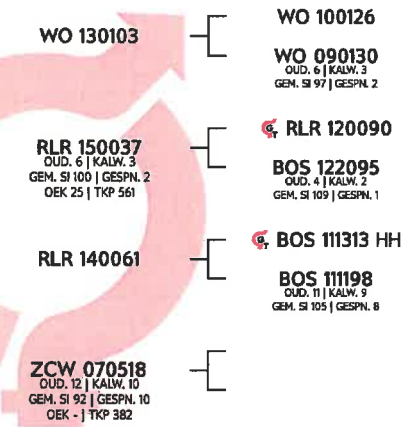 WO 130103
WO 100126
WO 090130
OUD. 6 | KALW. 3
GEM. SI 97 | GESPN. 2
RLR 150037
OUD. 6 | KALW. 3
GEM. SI 100 | GESPN. 2
OEK 25 | TKP 561
RLR 120090
BOS 122095
OUD. 4 | KALW. 2
GEM. SI 109 | GESPN. 1
RLR 140061
BOS 111313 HH
BOS 111198
OUD. 11 | KALW. 9
GEM. SI 105 | GESPN. 8
ZCW 070518
OUD. 12 | KALW. 10
GEM. SI 92 | GESPN. 10
OEK - | TKP 382